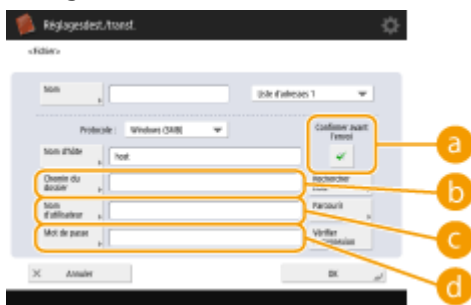 Réglagesdest./transf.
<Fichier>
Nom
Liste d'adresses 1
Protocole : Windows (SMB)
Confirmer avant
l'envoi
Nom d'hôte
host
Chemin du
dossier
Rechercher
Nom
d'utilisateur
Parcourir
Mot de passe
Vérifier
connexion
Annuler
OK
a
b
c
d